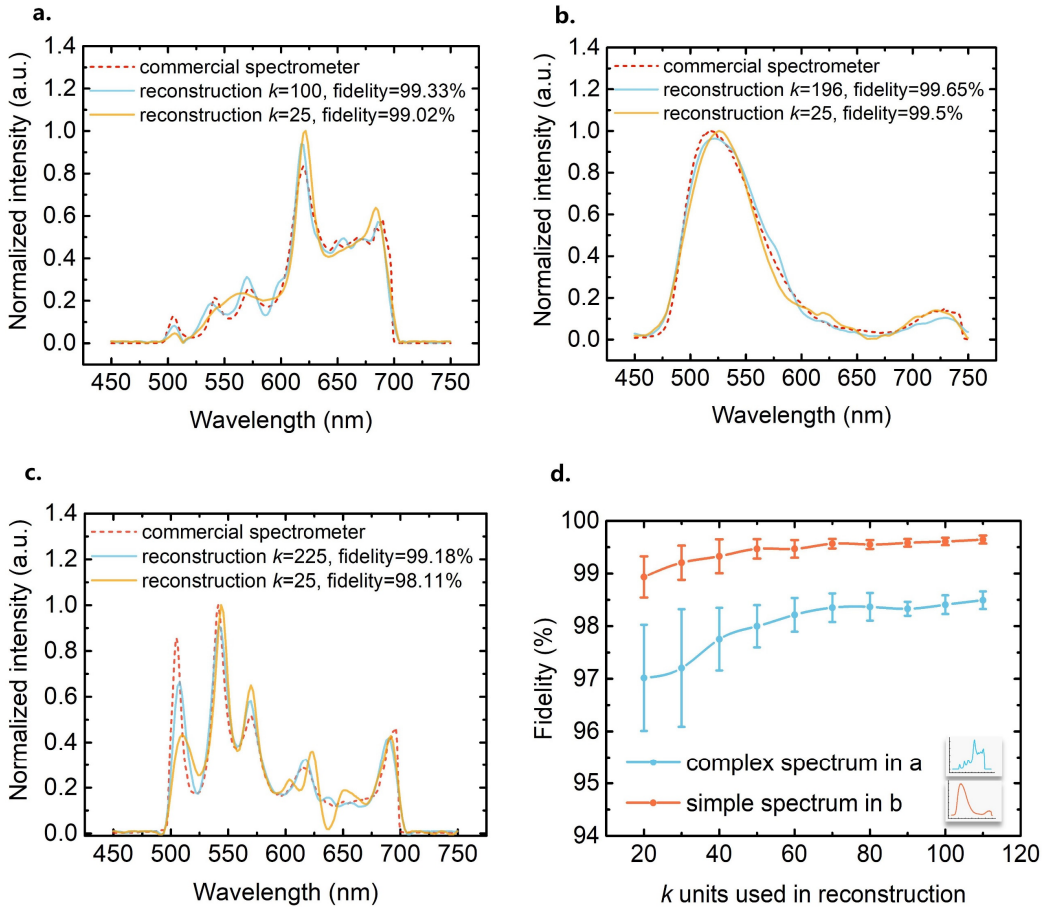 a.
1.4
1.2
1.0
0.8
0.6
0.4
0.2
0.0
Normalized intensity (a.u.)
commercial spectrometer
reconstruction k=100, fidelity=99.33%
reconstruction k=25, fidelity=99.02%
450 500 550 600 650 700 750
Wavelength (nm)
b.
1.4
1.2
1.0
0.8
0.6
0.4
0.2
0.0
Normalized intensity (a.u.)
commercial spectrometer
reconstruction k=196, fidelity=99.65%
reconstruction k=25, fidelity=99.5%
450 500 550 600 650 700 750
Wavelength (nm)
c.
1.4
1.2
1.0
0.8
0.6
0.4
0.2
0.0
Normalized intensity (a.u.)
commercial spectrometer
reconstruction k=225, fidelity=99.18%
reconstruction k=25, fidelity=98.11%
450 500 550 600 650 700 750
Wavelength (nm)
d.
100
99
98
97
96
95
94
Fidelity (%)
complex spectrum in a
simple spectrum in b
20 40 60 80 100 120
k units used in reconstruction